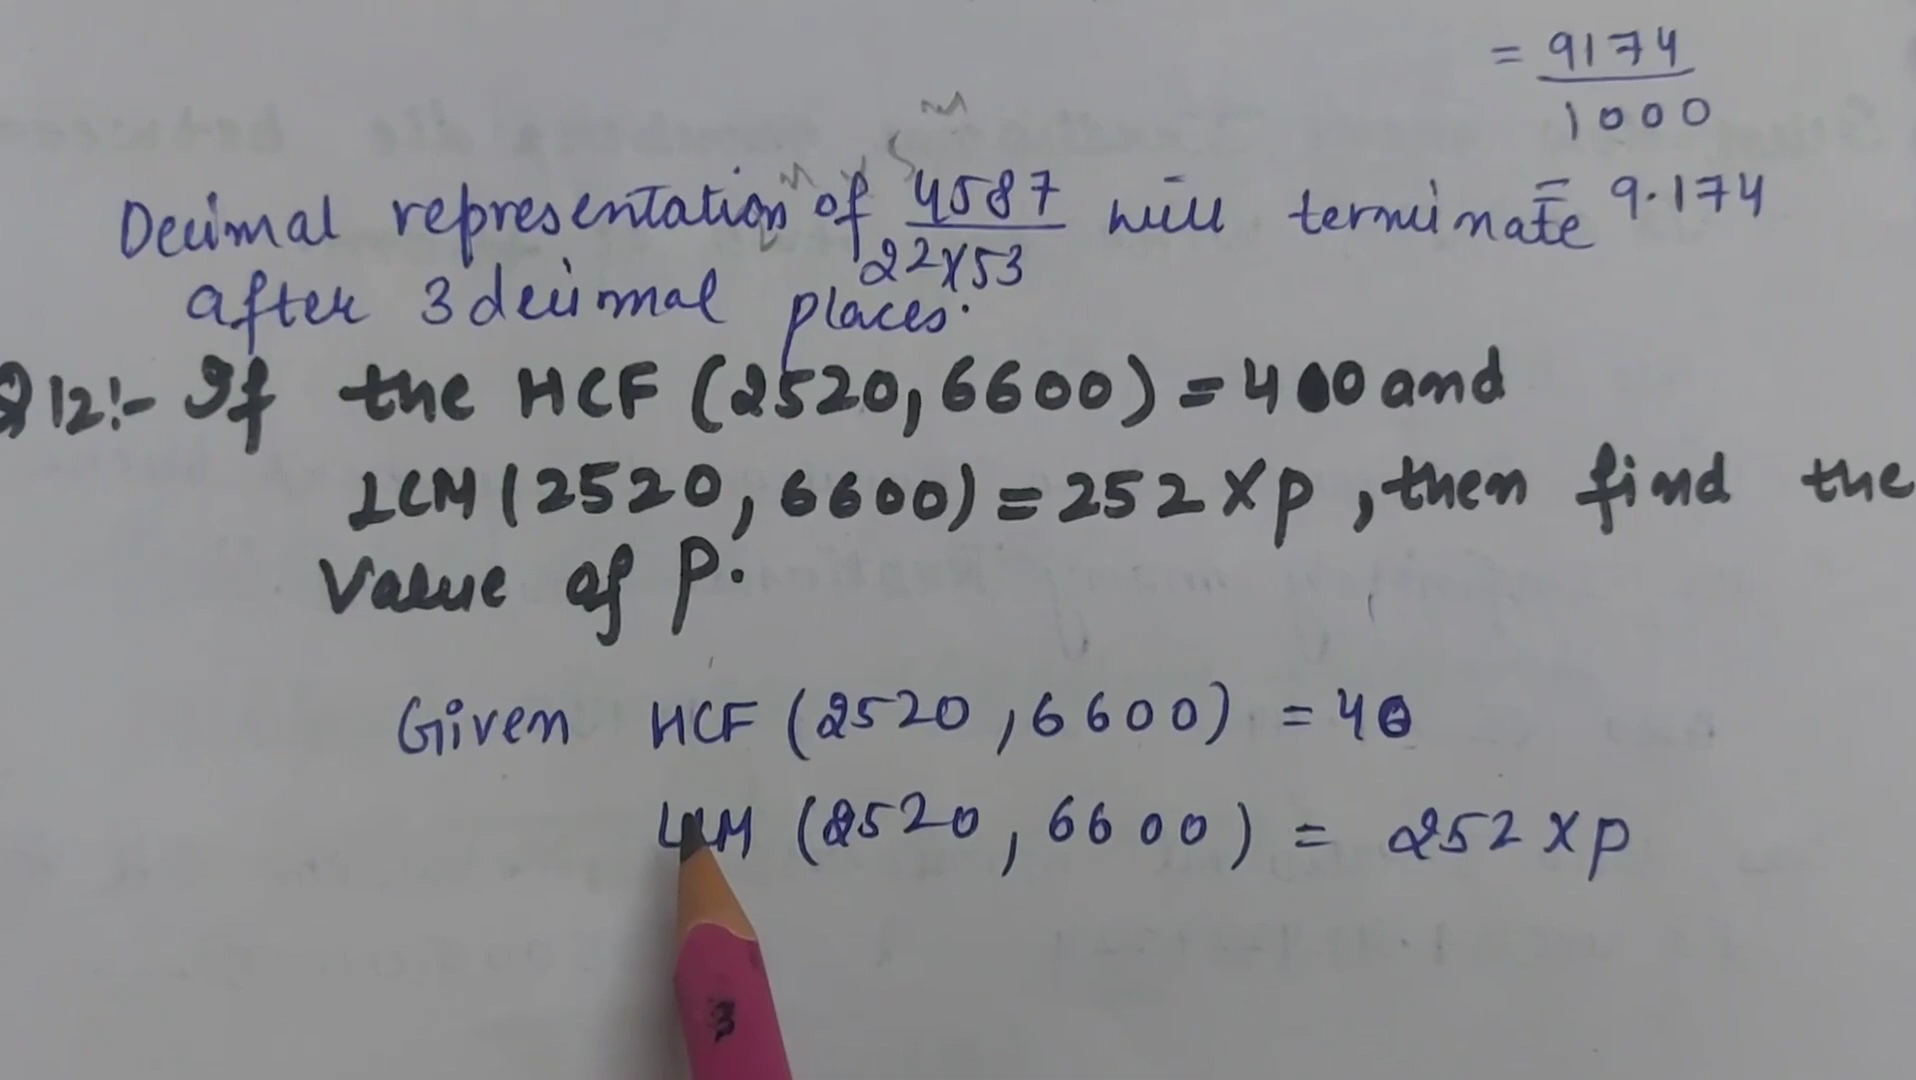 = 9174
1000
= 9.174
Decimal representation of 4587 will terminate
22x53
after 3 decimal places.
Q12:- If the HCF (2520, 6600) = 40 and
LCM (2520, 6600) = 252 x p, then find the
value of p.
Given HCF (2520, 6600) = 40
LCM (2520, 6600) = 252 x p
3